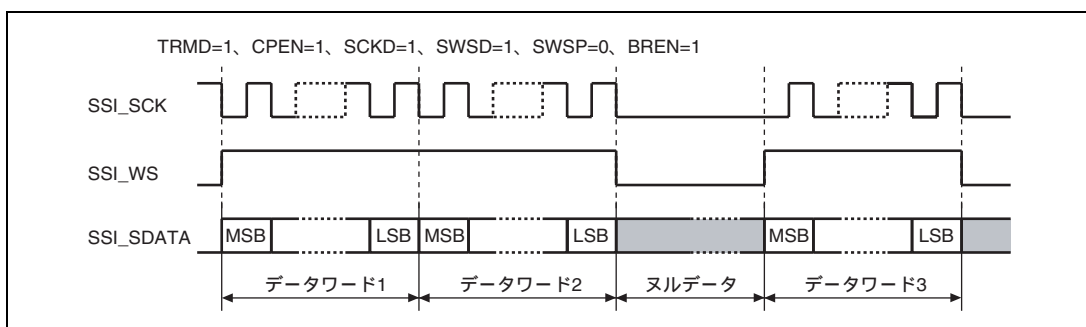 TRMD=1、CPEN=1、SCKD=1、SWSD=1、SWSP=0、BREN=1
SSI_SCK
SSI_WS
SSI_SDATA MSB LSB MSB LSB MSB LSB
データワード1 データワード2 ヌルデータ データワード3